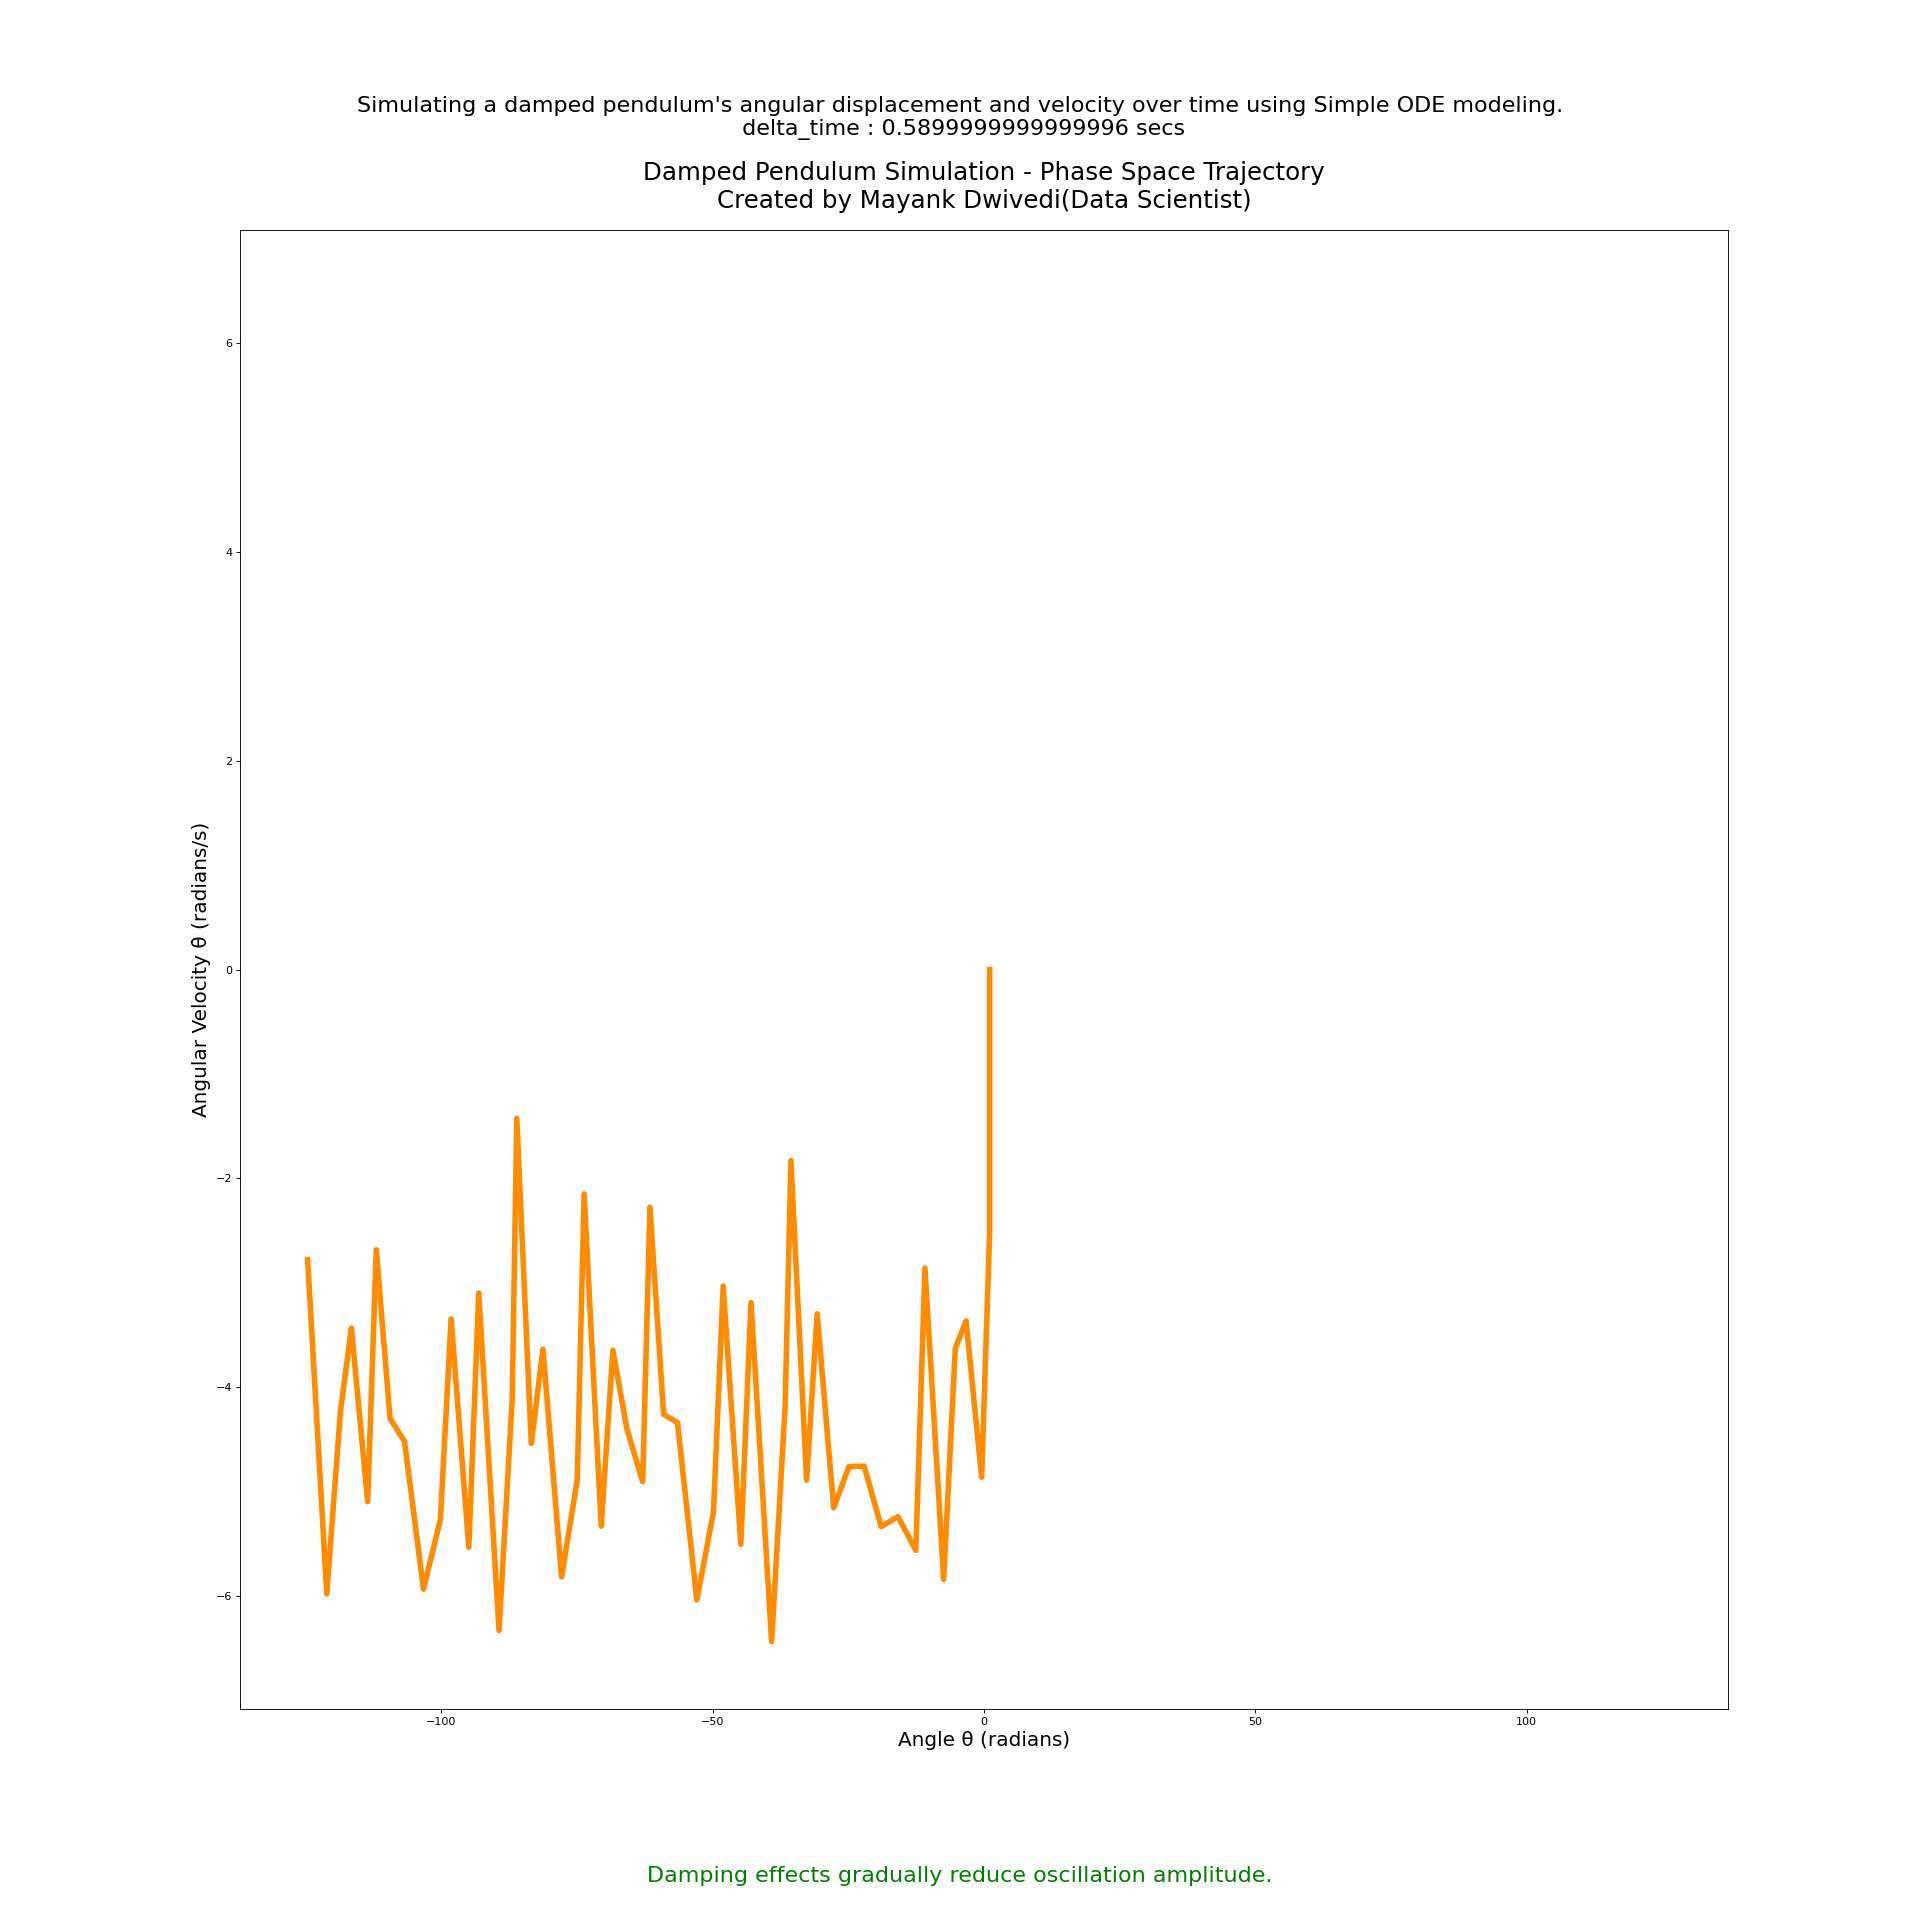 Simulating a damped pendulum's angular displacement and velocity over time using Simple ODE modeling.
delta_time : 0.5899999999999996 secs
Damped Pendulum Simulation - Phase Space Trajectory
Created by Mayank Dwivedi(Data Scientist)
6
4
2
0
−2
−4
−6
Angular Velocity θ̇ (radians/s)
−100
−50
0
50
100
Angle θ (radians)
Damping effects gradually reduce oscillation amplitude.